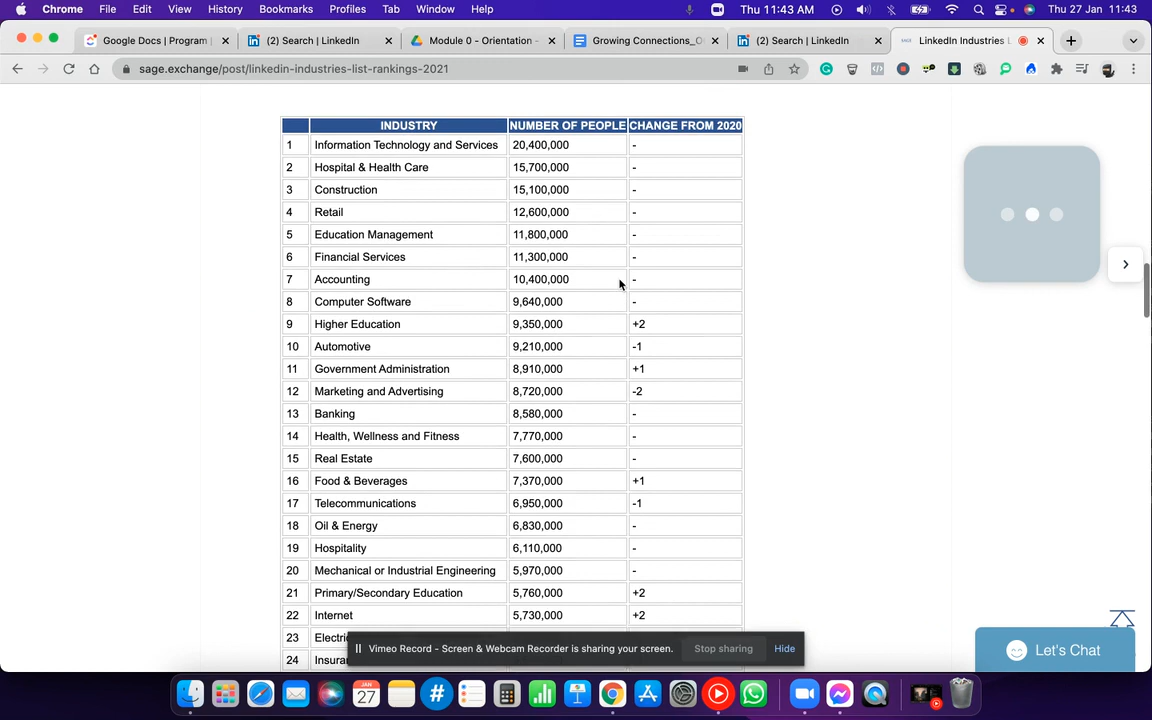 Chrome File Edit View History Bookmarks Profiles Tab Window Help Thu 11:43 AM Thu 27 Jan 11:43
Google Docs | Program | (2) Search | LinkedIn Module 0 - Orientation - Growing Connections_O (2) Search | LinkedIn LinkedIn Industries L
sage.exchange/post/linkedin-industries-list-rankings-2021
INDUSTRY NUMBER OF PEOPLE CHANGE FROM 2020
1 Information Technology and Services 20,400,000 -
2 Hospital & Health Care 15,700,000 -
3 Construction 15,100,000 -
4 Retail 12,600,000 -
5 Education Management 11,800,000 -
6 Financial Services 11,300,000 -
7 Accounting 10,400,000 -
8 Computer Software 9,640,000 -
9 Higher Education 9,350,000 +2
10 Automotive 9,210,000 -1
11 Government Administration 8,910,000 +1
12 Marketing and Advertising 8,720,000 -2
13 Banking 8,580,000 -
14 Health, Wellness and Fitness 7,770,000 -
15 Real Estate 7,600,000 -
16 Food & Beverages 7,370,000 +1
17 Telecommunications 6,950,000 -1
18 Oil & Energy 6,830,000 -
19 Hospitality 6,110,000 -
20 Mechanical or Industrial Engineering 5,970,000 -
21 Primary/Secondary Education 5,760,000 +2
22 Internet 5,730,000 +2
23 Electri
24 Insura
Vimeo Record - Screen & Webcam Recorder is sharing your screen. Stop sharing Hide
Let's Chat
JAN
27